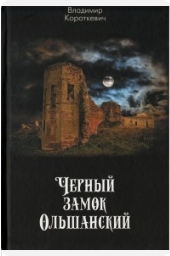 Владимир
Короткевич
Черный
замок
Ольшанский